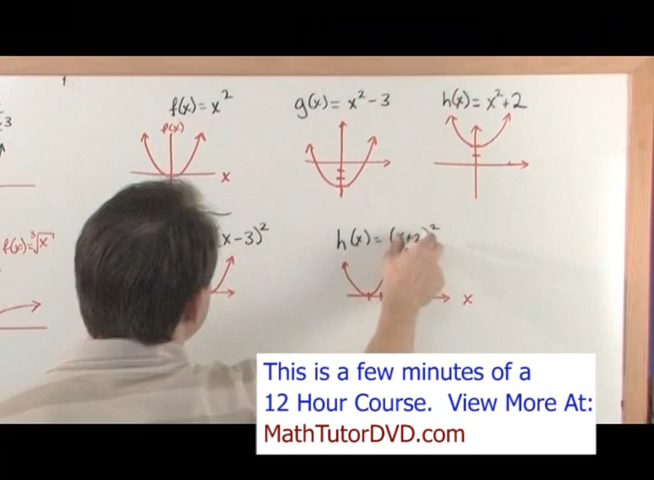 f(x) = x² g(x) = x² - 3 h(x) = x² + 2
f(x)
x
f(x) = ∛x (x - 3)² h(x) = (x + 2)²
x
This is a few minutes of a
12 Hour Course. View More At:
MathTutorDVD.com